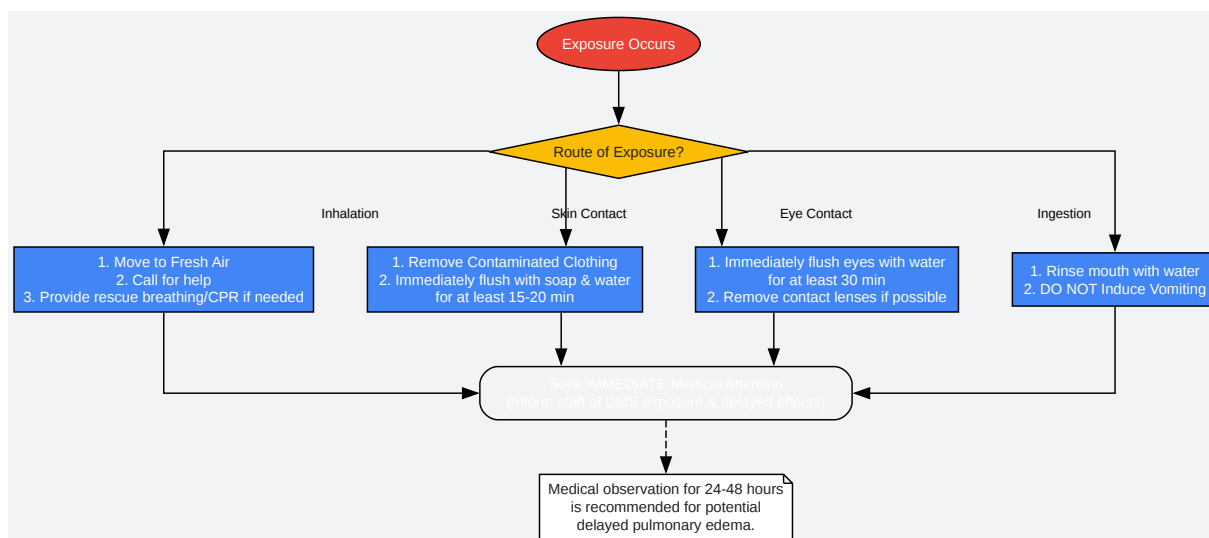 Exposure Occurs
Route of Exposure?
Inhalation
Skin Contact
Eye Contact
Ingestion
1. Move to Fresh Air
2. Call for help
3. Provide rescue breathing/CPR if needed
1. Remove Contaminated Clothing
2. Immediately flush with soap & water
for at least 15-20 min
1. Immediately flush eyes with water
for at least 30 min
2. Remove contact lenses if possible
1. Rinse mouth with water
2. DO NOT Induce Vomiting
Seek IMMEDIATE Medical Attention
(Inform staff of DMS exposure & delayed effects)
Medical observation for 24-48 hours
is recommended for potential
delayed pulmonary edema.